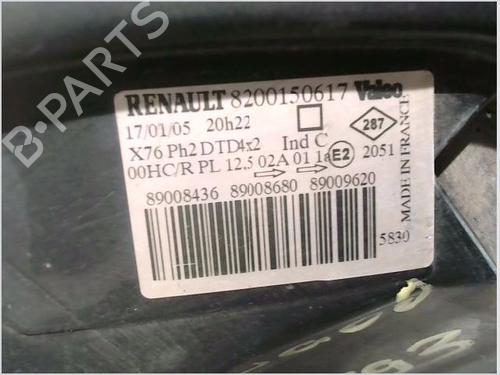 B-PARTS
RENAULT 8200150617 Valeo
17/01/05 20h22
X76 Ph2 DTD4x2 Ind C
287
00HC/R PL 12.5 02A 01 1a E2 2051
89008436 89008680 89009620
5830
MADE IN FRANCE